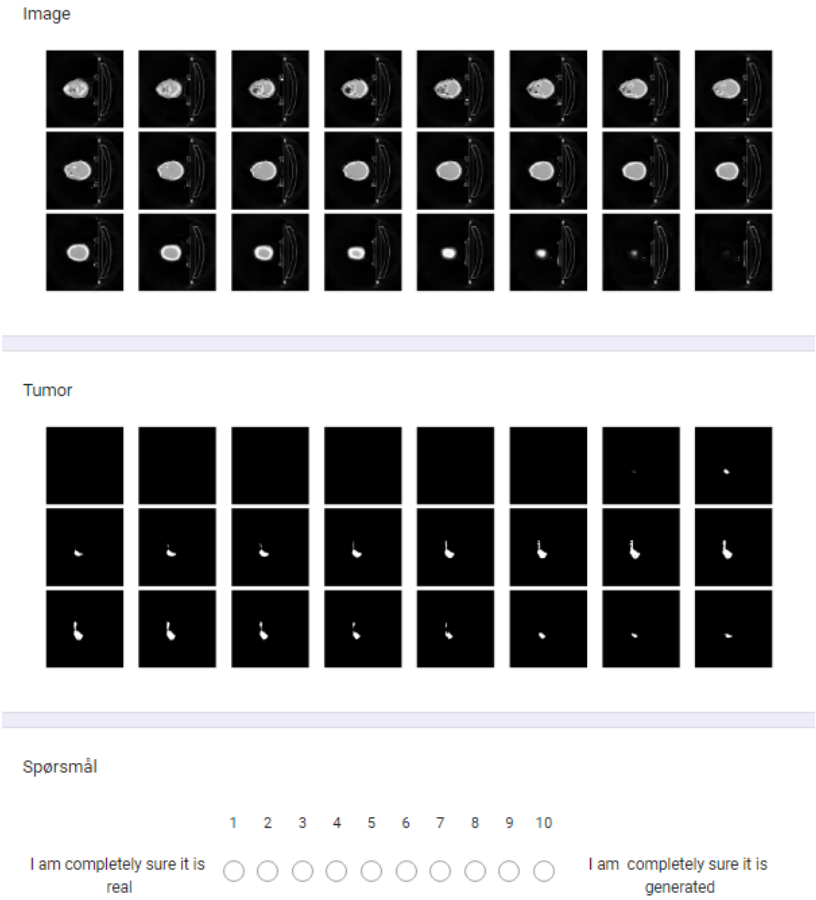 Image
Tumor
Spørsmål
1 2 3 4 5 6 7 8 9 10
I am completely sure it is
real
I am completely sure it is
generated